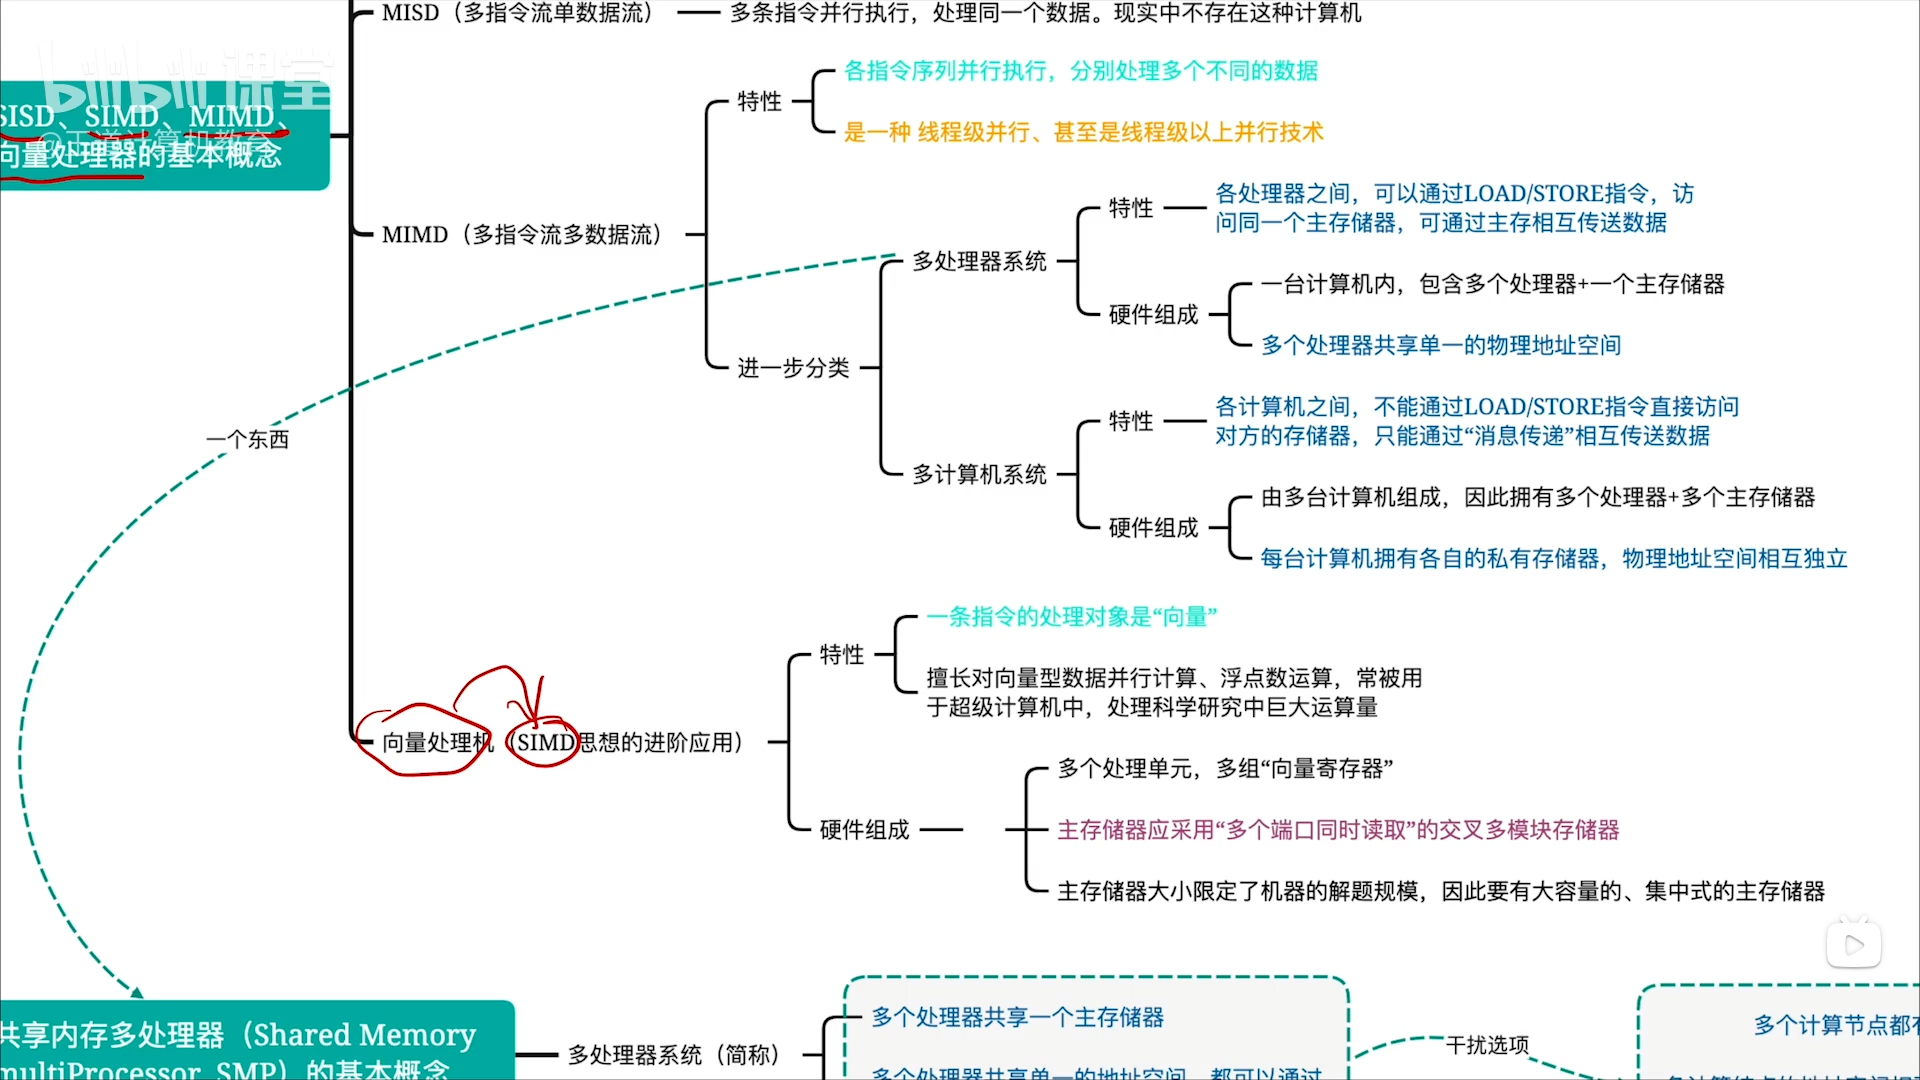 MISD（多指令流单数据流）
多条指令并行执行，处理同一个数据。现实中不存在这种计算机
bilibili课堂
@王道计算机教育
SISD、SIMD、MIMD、
向量处理器的基本概念
MIMD（多指令流多数据流）
特性
各指令序列并行执行，分别处理多个不同的数据
是一种 线程级并行、甚至是线程级以上并行技术
进一步分类
多处理器系统
特性
各处理器之间，可以通过LOAD/STORE指令，访
问同一个主存储器，可通过主存相互传送数据
硬件组成
一台计算机内，包含多个处理器+一个主存储器
多个处理器共享单一的物理地址空间
多计算机系统
特性
各计算机之间，不能通过LOAD/STORE指令直接访问
对方的存储器，只能通过“消息传递”相互传送数据
硬件组成
由多台计算机组成，因此拥有多个处理器+多个主存储器
每台计算机拥有各自的私有存储器，物理地址空间相互独立
一个东西
向量处理机（SIMD思想的进阶应用）
特性
一条指令的处理对象是“向量”
擅长对向量型数据并行计算、浮点数运算，常被用
于超级计算机中，处理科学研究中巨大运算量
硬件组成
多个处理单元，多组“向量寄存器”
主存储器应采用“多个端口同时读取”的交叉多模块存储器
主存储器大小限定了机器的解题规模，因此要有大容量的、集中式的主存储器
共享内存多处理器（Shared Memory
multiProcessor, SMP）的基本概念
多处理器系统（简称）
多个处理器共享一个主存储器
多个处理器共享单一的地址空间，都可以通过
干扰选项
多个计算节点都有